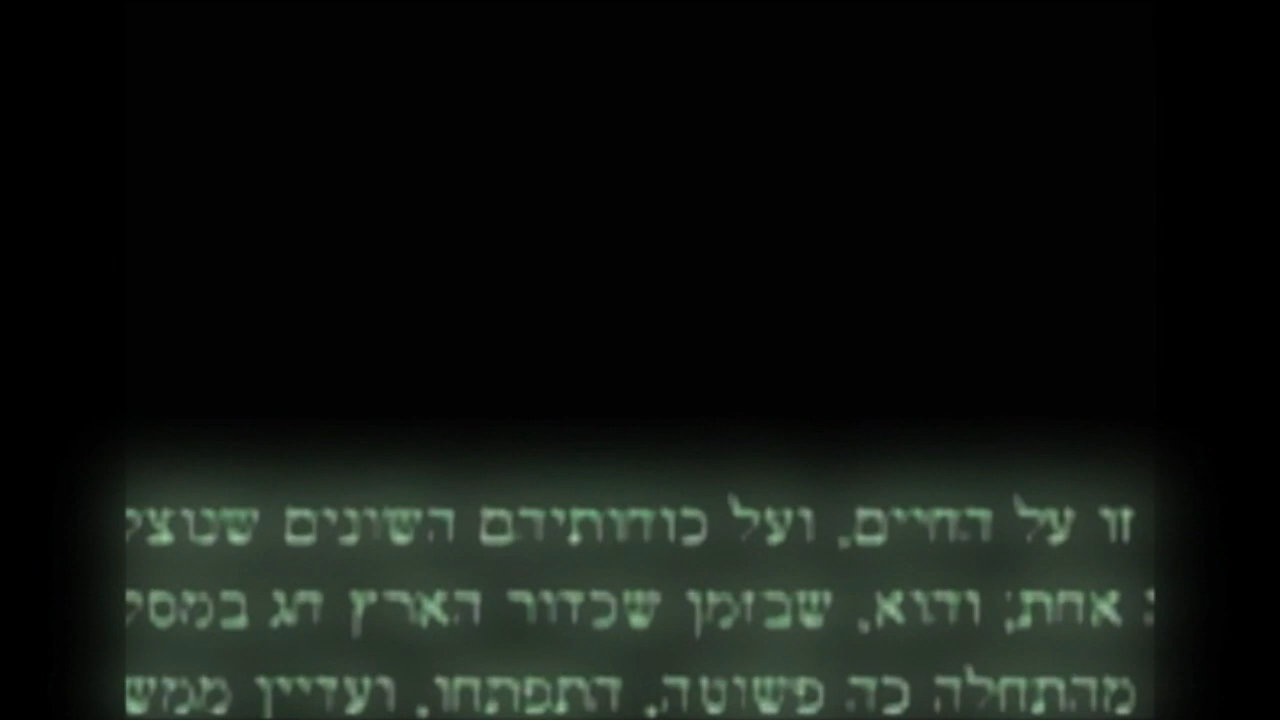 זו על החיים, ועל כוחותיהם השונים
אחת; והוא, שבזמן שכדור הארץ חג
מהתחלה כה פשוטה, התפתחו, ועדיין